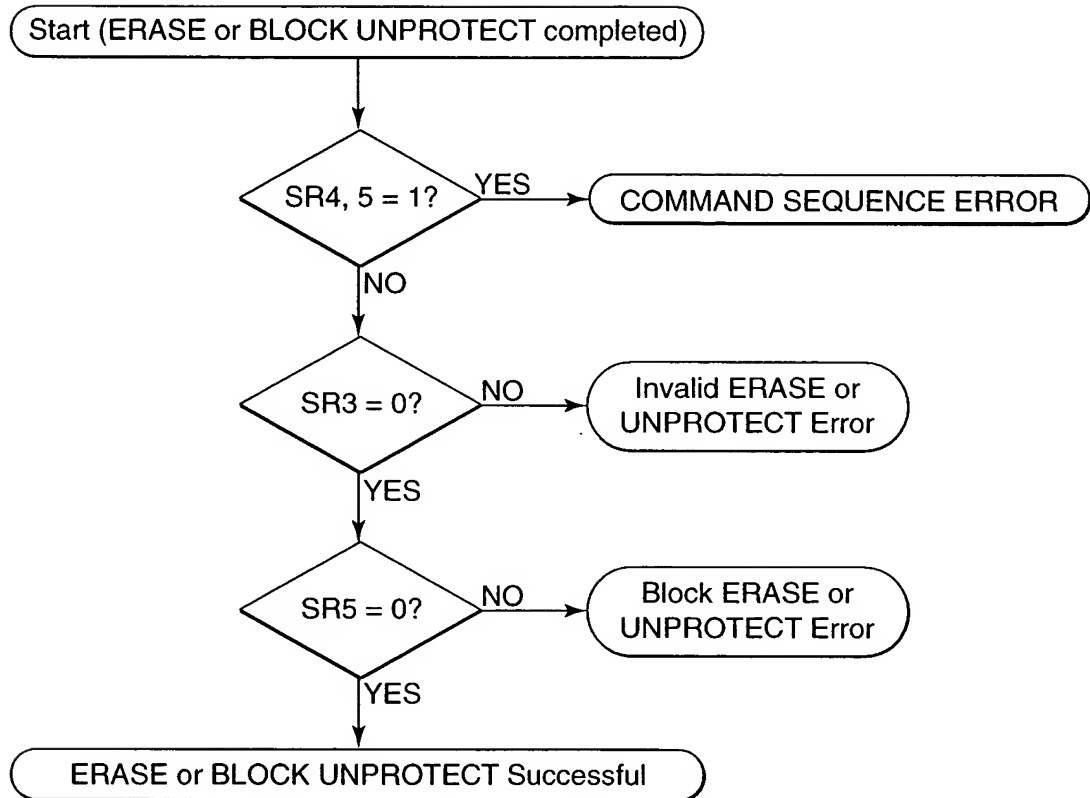 Start (ERASE or BLOCK UNPROTECT completed)
SR4, 5 = 1?
YES
COMMAND SEQUENCE ERROR
NO
SR3 = 0?
NO
Invalid ERASE or
UNPROTECT Error
YES
SR5 = 0?
NO
Block ERASE or
UNPROTECT Error
YES
ERASE or BLOCK UNPROTECT Successful